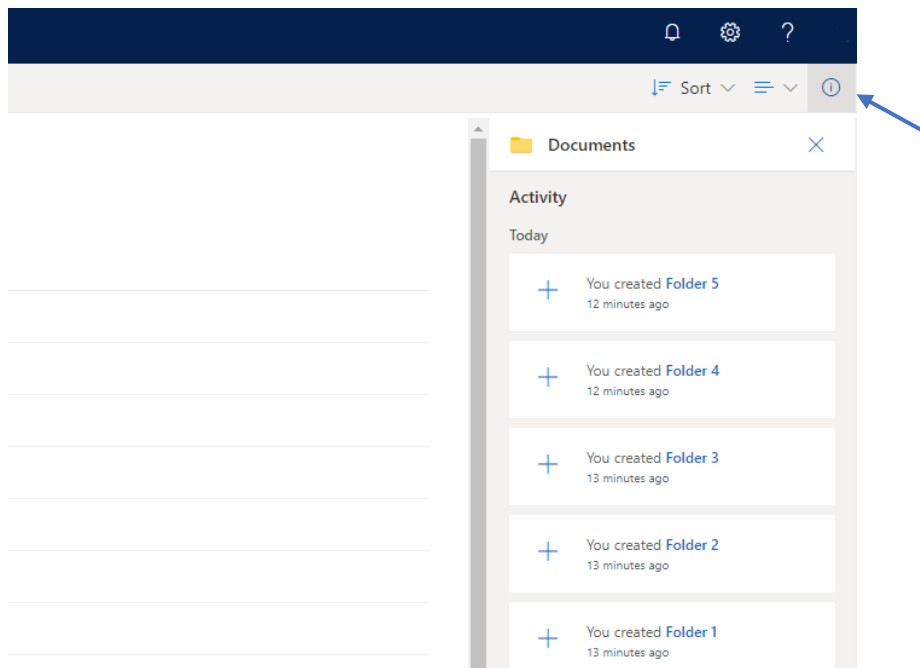 Sort
Documents
Activity
Today
You created Folder 5
12 minutes ago
You created Folder 4
12 minutes ago
You created Folder 3
13 minutes ago
You created Folder 2
13 minutes ago
You created Folder 1
13 minutes ago